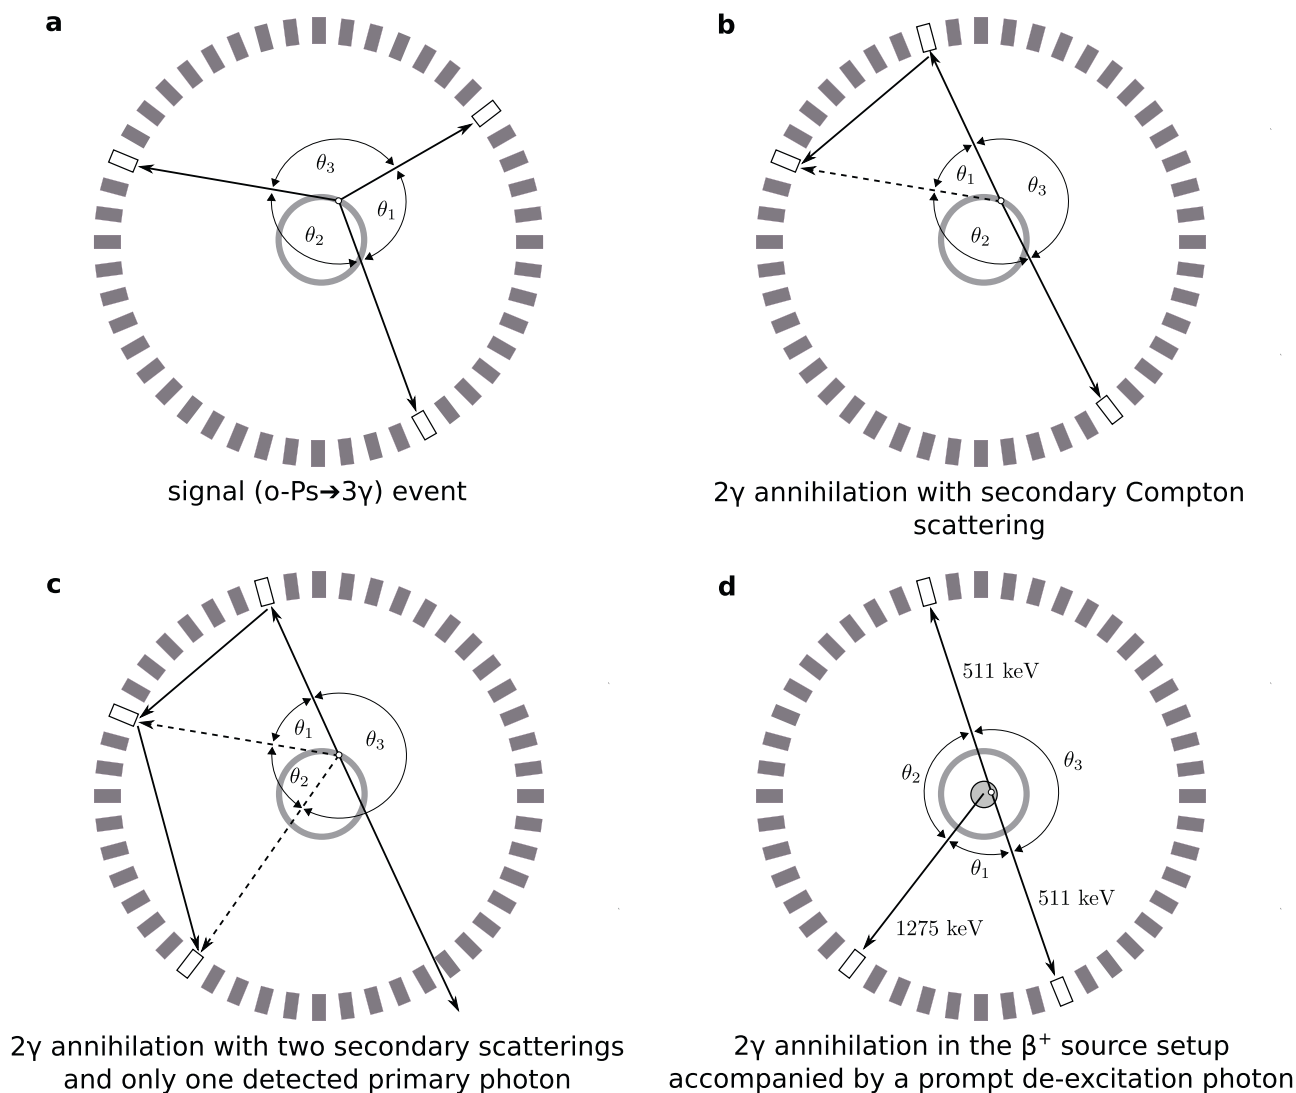 a
θ3
θ1
θ2
signal (o-Ps➔3γ) event
b
θ1
θ3
θ2
2γ annihilation with secondary Compton
scattering
c
θ1
θ3
θ2
2γ annihilation with two secondary scatterings
and only one detected primary photon
d
511 keV
θ2
θ3
θ1
511 keV
1275 keV
2γ annihilation in the β⁺ source setup
accompanied by a prompt de-excitation photon